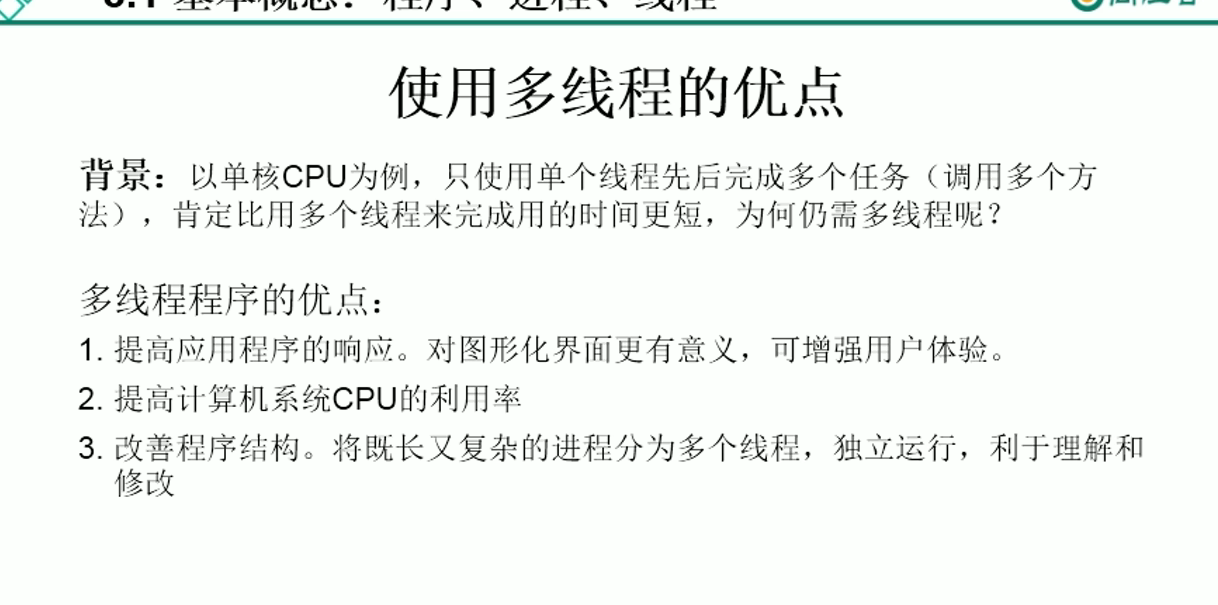 使用多线程的优点
背景：以单核CPU为例，只使用单个线程先后完成多个任务（调用多个方
法），肯定比用多个线程来完成用的时间更短，为何仍需多线程呢？
多线程程序的优点：
1. 提高应用程序的响应。对图形化界面更有意义，可增强用户体验。
2. 提高计算机系统CPU的利用率
3. 改善程序结构。将既长又复杂的进程分为多个线程，独立运行，利于理解和
修改